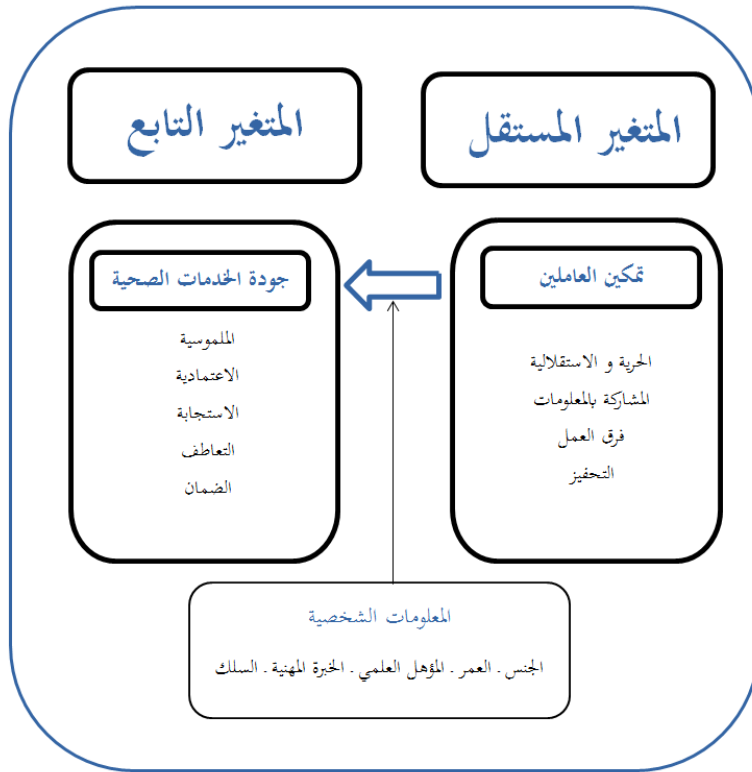 المتغير المستقل
المتغير التابع
تمكين العاملين
الحرية و الاستقلالية
المشاركة بالمعلومات
فرق العمل
التحفيز
جودة الخدمات الصحية
الملموسية
الاعتمادية
الاستجابة
التعاطف
الضمان
المعلومات الشخصية
الجنس . العمر . المؤهل العلمي . الخبرة المهنية . السلك